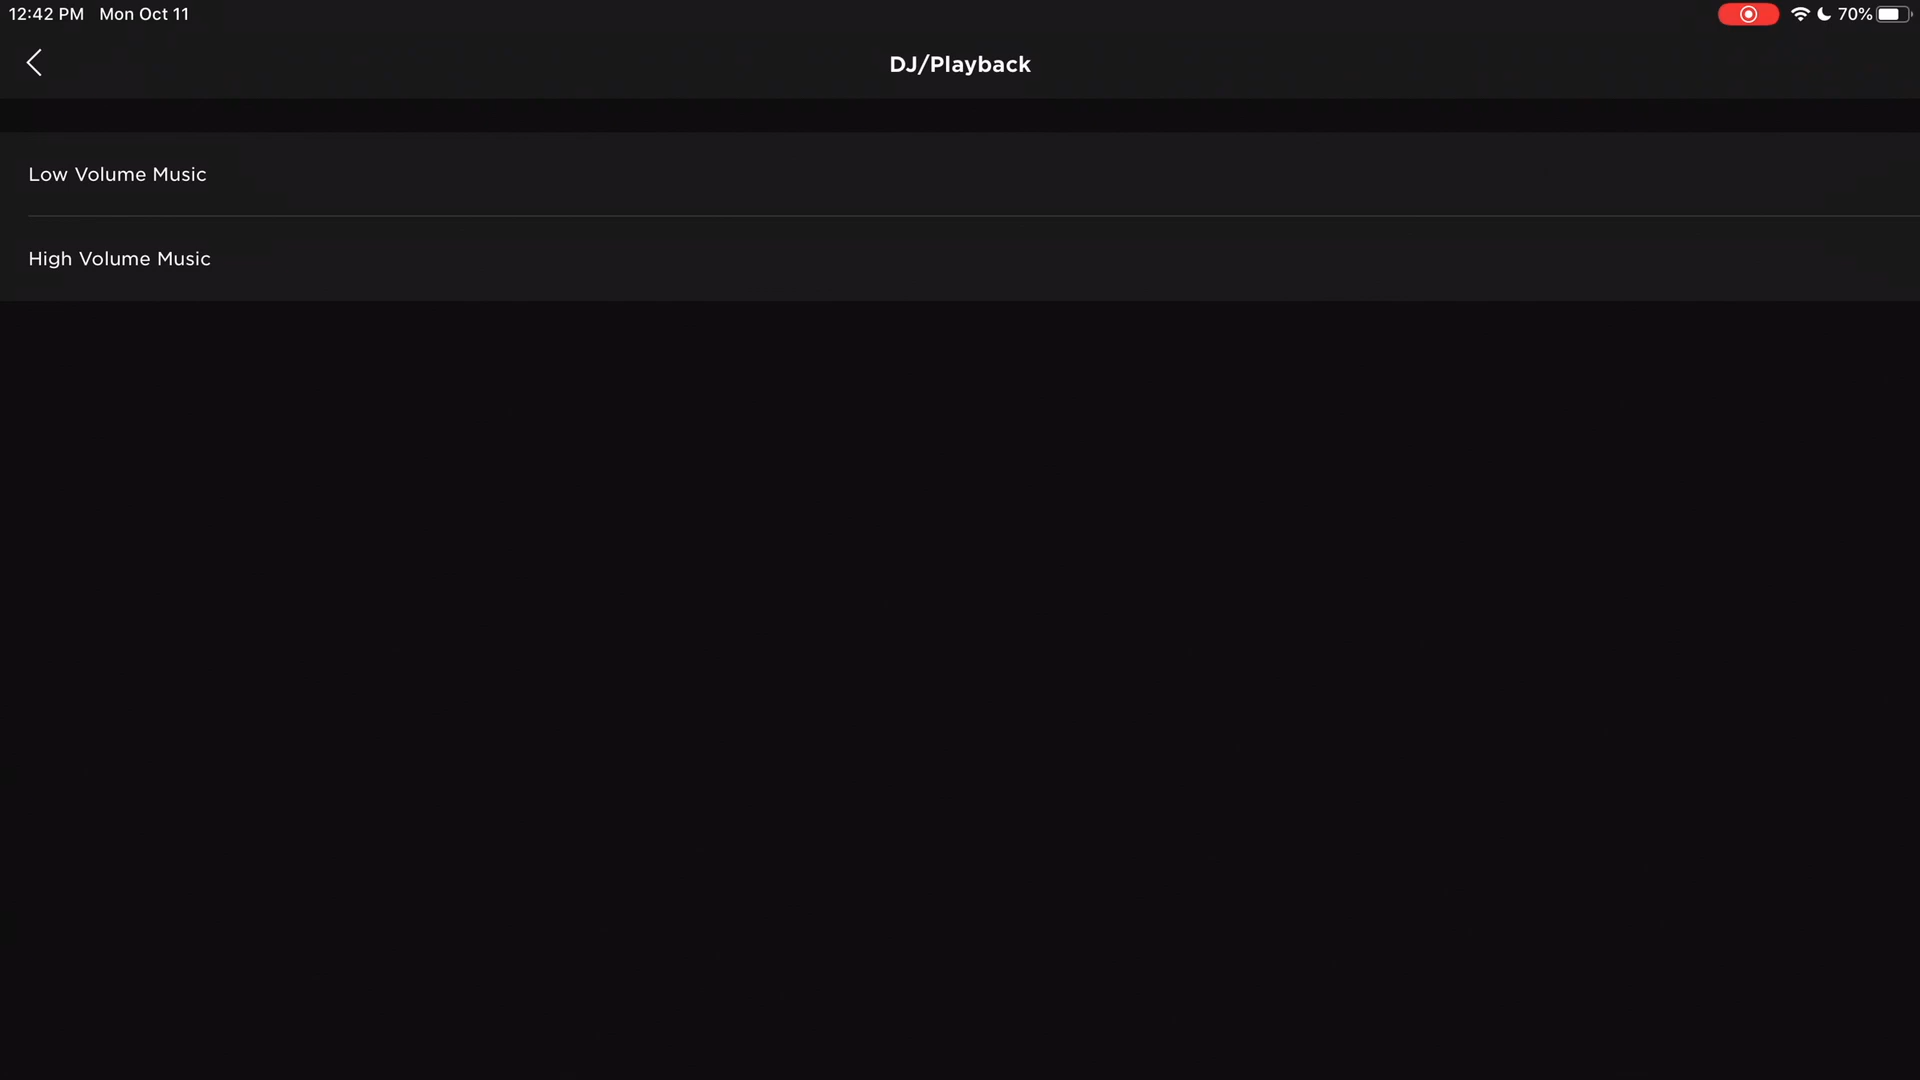 12:42 PM Mon Oct 11
70%
DJ/Playback
Low Volume Music
High Volume Music